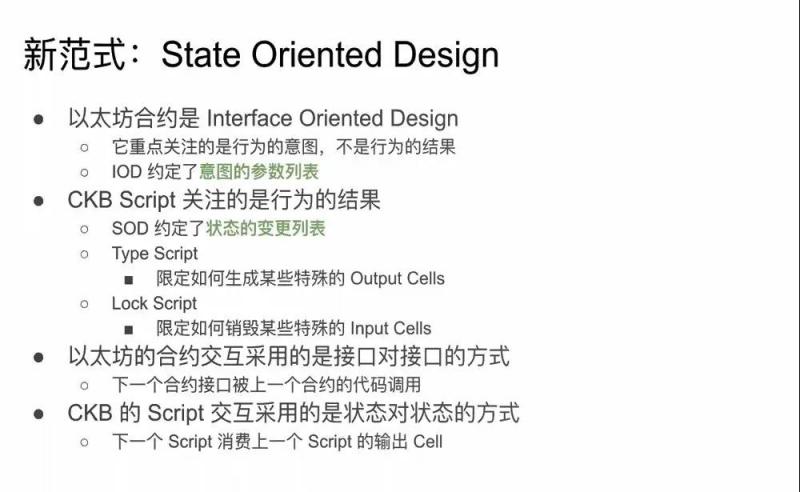 新范式：State Oriented Design
● 以太坊合约是 Interface Oriented Design
○ 它重点关注的是行为的意图，不是行为的结果
○ IOD 约定了意图的参数列表
● CKB Script 关注的是行为的结果
○ SOD 约定了状态的变更列表
○ Type Script
■ 限定如何生成某些特殊的 Output Cells
○ Lock Script
■ 限定如何销毁某些特殊的 Input Cells
● 以太坊的合约交互采用的是接口对接口的方式
○ 下一个合约接口被上一个合约的代码调用
● CKB 的 Script 交互采用的是状态对状态的方式
○ 下一个 Script 消费上一个 Script 的输出 Cell